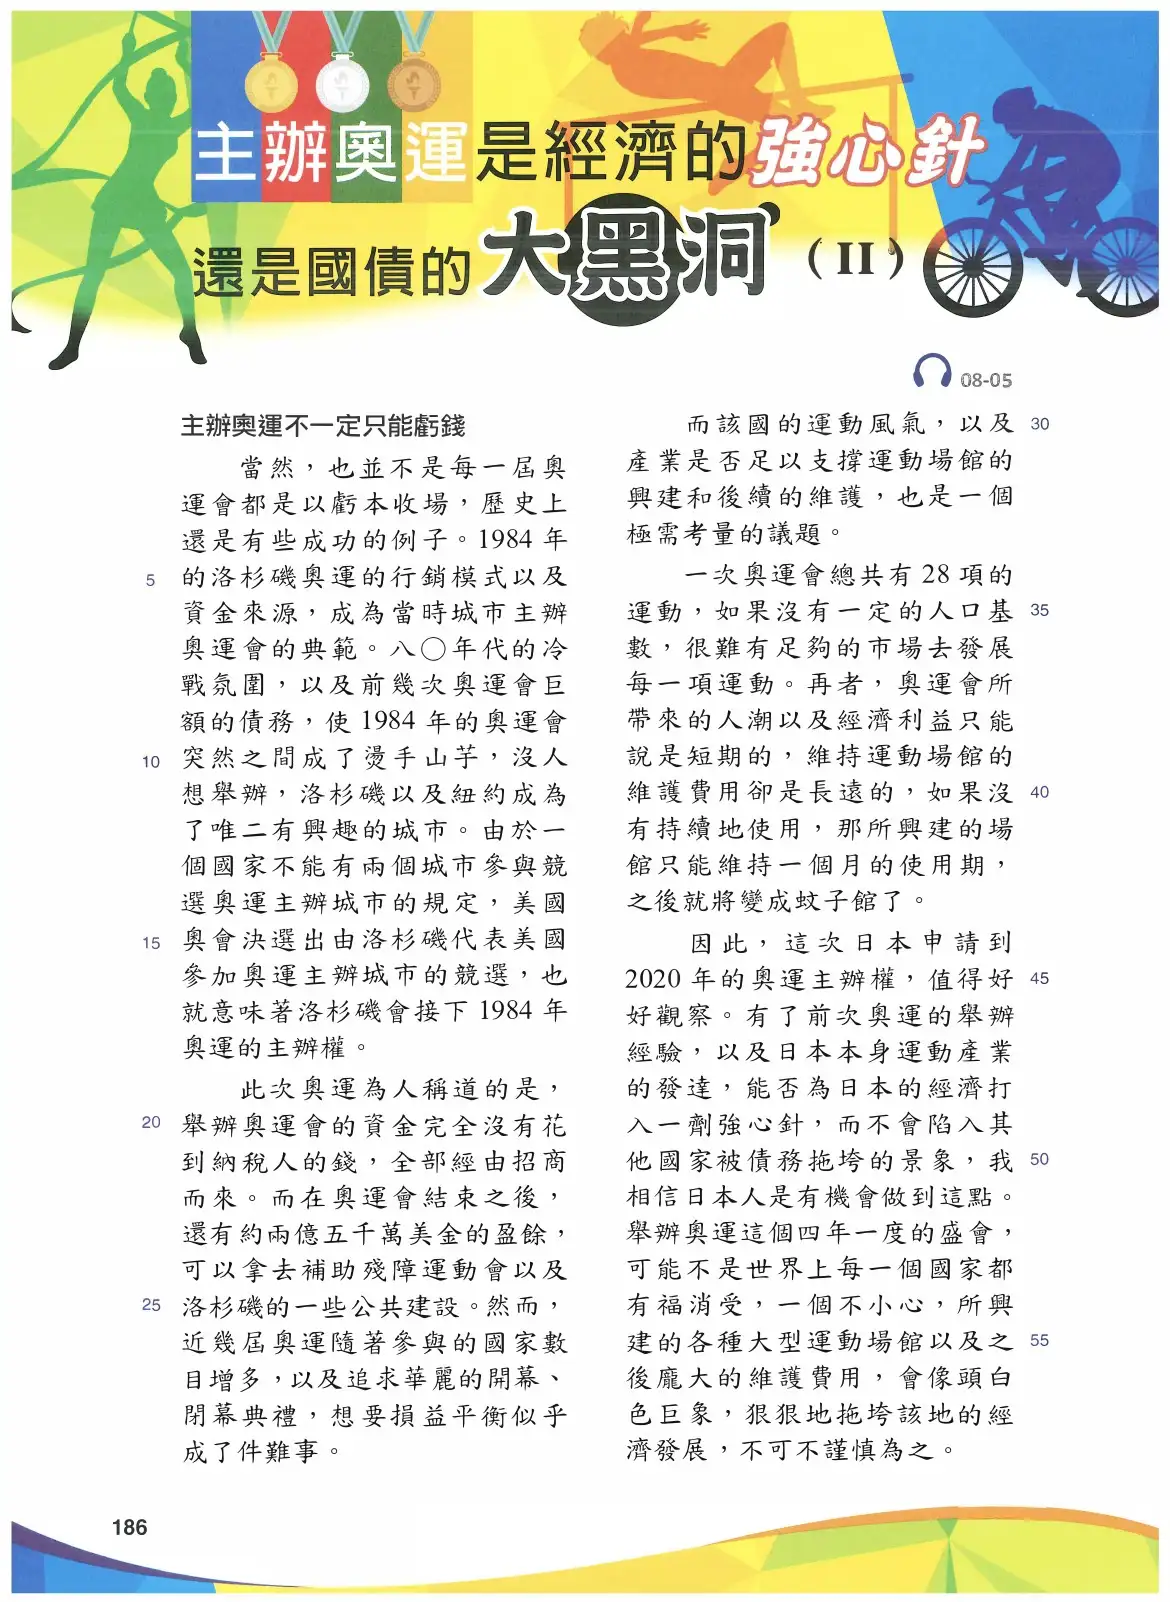 主辦奧運是經濟的強心針
還是國債的大黑洞（II）
08-05
主辦奧運不一定只能虧錢
當然，也並不是每一屆奧
運會都是以虧本收場，歷史上
還是有些成功的例子。1984 年
5 的洛杉磯奧運的行銷模式以及
資金來源，成為當時城市主辦
奧運會的典範。八〇年代的冷
戰氛圍，以及前幾次奧運會巨
額的債務，使 1984 年的奧運會
10 突然之間成了燙手山芋，沒人
想舉辦，洛杉磯以及紐約成為
了唯二有興趣的城市。由於一
個國家不能有兩個城市參與競
選奧運主辦城市的規定，美國
15 奧會決選出由洛杉磯代表美國
參加奧運主辦城市的競選，也
就意味著洛杉磯會接下 1984 年
奧運的主辦權。
此次奧運為人稱道的是，
20 舉辦奧運會的資金完全沒有花
到納稅人的錢，全部經由招商
而來。而在奧運會結束之後，
還有約兩億五千萬美金的盈餘，
可以拿去補助殘障運動會以及
25 洛杉磯的一些公共建設。然而，
近幾屆奧運隨著參與的國家數
目增多，以及追求華麗的開幕、
閉幕典禮，想要損益平衡似乎
成了件難事。
而該國的運動風氣，以及 30
產業是否足以支撐運動場館的
興建和後續的維護，也是一個
極需考量的議題。
一次奧運會總共有 28 項的
運動，如果沒有一定的人口基 35
數，很難有足夠的市場去發展
每一項運動。再者，奧運會所
帶來的人潮以及經濟利益只能
說是短期的，維持運動場館的
維護費用卻是長遠的，如果沒 40
有持續地使用，那所興建的場
館只能維持一個月的使用期，
之後就將變成蚊子館了。
因此，這次日本申請到
2020 年的奧運主辦權，值得好 45
好觀察。有了前次奧運的舉辦
經驗，以及日本本身運動產業
的發達，能否為日本的經濟打
入一劑強心針，而不會陷入其
他國家被債務拖垮的景象，我 50
相信日本人是有機會做到這點。
舉辦奧運這個四年一度的盛會，
可能不是世界上每一個國家都
有福消受，一個不小心，所興
建的各種大型運動場館以及之 55
後龐大的維護費用，會像頭白
色巨象，狠狠地拖垮該地的經
濟發展，不可不謹慎為之。
186